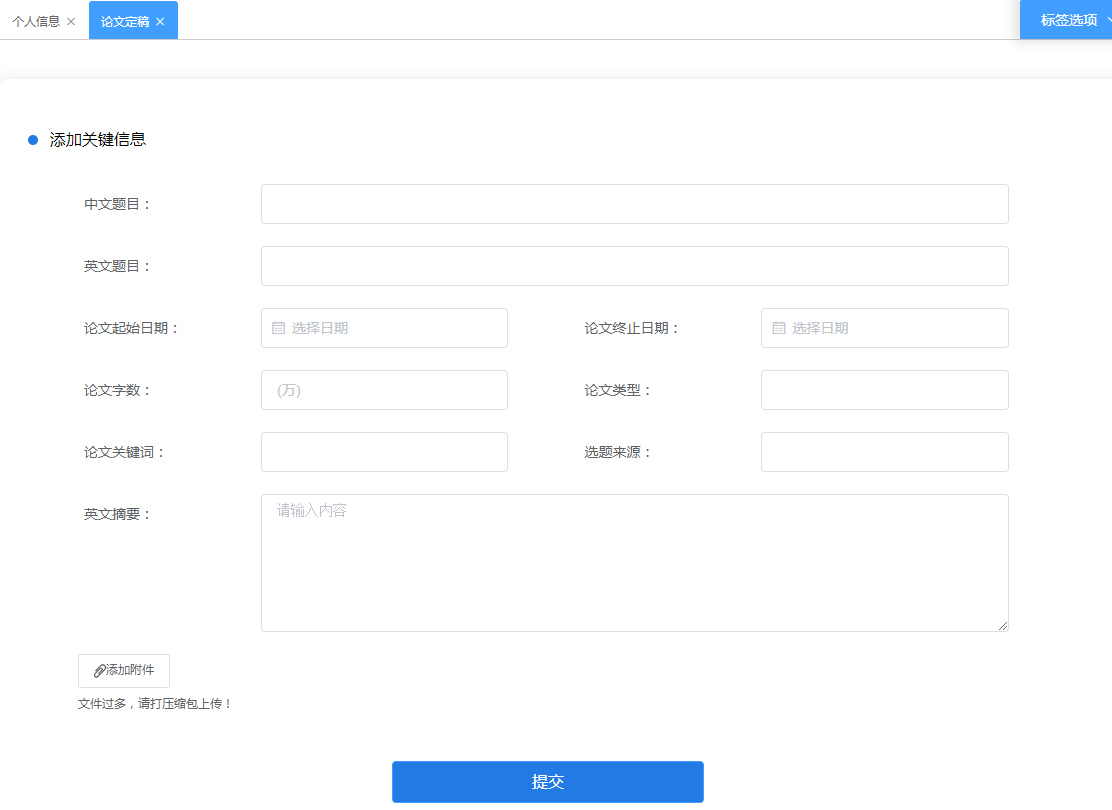 个人信息 × 论文定稿 × 标签选项
添加关键信息
中文题目：
英文题目：
论文起始日期： 选择日期 论文终止日期： 选择日期
论文字数： (万) 论文类型：
论文关键词： 选题来源：
英文摘要： 请输入内容
添加附件
文件过多，请打压缩包上传！
提交